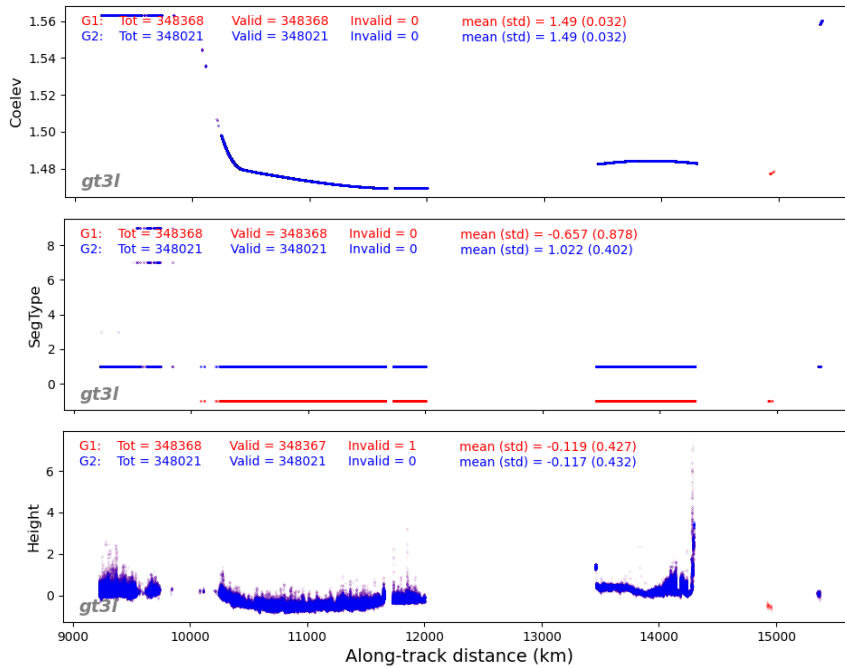 1.56
1.54
1.52
1.50
1.48
Coelev
G1: Tot = 348368 Valid = 348368 Invalid = 0 mean (std) = 1.49 (0.032)
G2: Tot = 348021 Valid = 348021 Invalid = 0 mean (std) = 1.49 (0.032)
gt3l
8
6
4
2
0
SegType
G1: Tot = 348368 Valid = 348368 Invalid = 0 mean (std) = -0.657 (0.878)
G2: Tot = 348021 Valid = 348021 Invalid = 0 mean (std) = 1.022 (0.402)
gt3l
6
4
2
0
Height
G1: Tot = 348368 Valid = 348367 Invalid = 1 mean (std) = -0.119 (0.427)
G2: Tot = 348021 Valid = 348021 Invalid = 0 mean (std) = -0.117 (0.432)
gt3l
9000 10000 11000 12000 13000 14000 15000
Along-track distance (km)